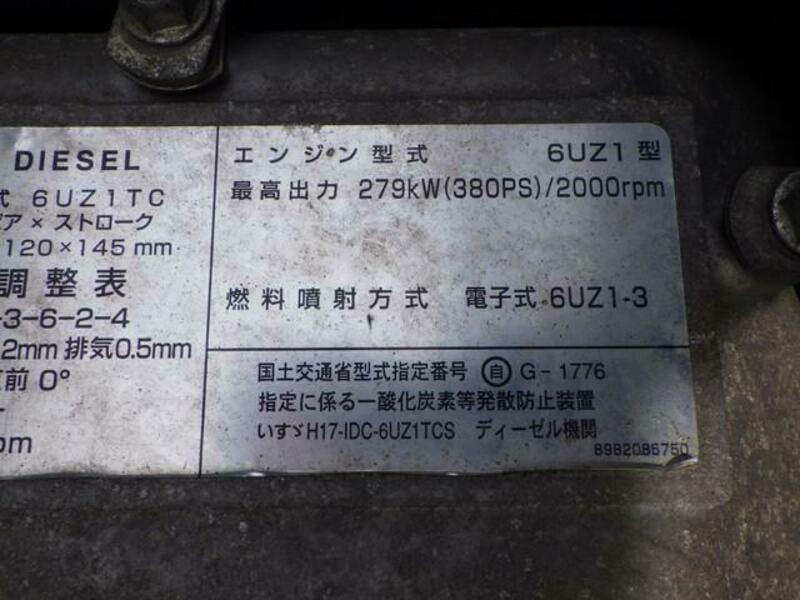 DIESEL
式 6UZ1TC
ピア × ストローク
120 × 145 mm
調 整 表
-3-6-2-4
2mm 排気0.5mm
前 0°
pm
エ ン ジ ン 型 式 6UZ1 型
最 高 出 力 279kW(380PS)/2000rpm
燃 料 噴 射 方 式 電子式 6UZ1-3
国土交通省型式指定番号 ㊀自 G-1776
指定に係る一酸化炭素等発散防止装置
いすゞH17-IDC-6UZ1TCS ディーゼル機関
8982086750